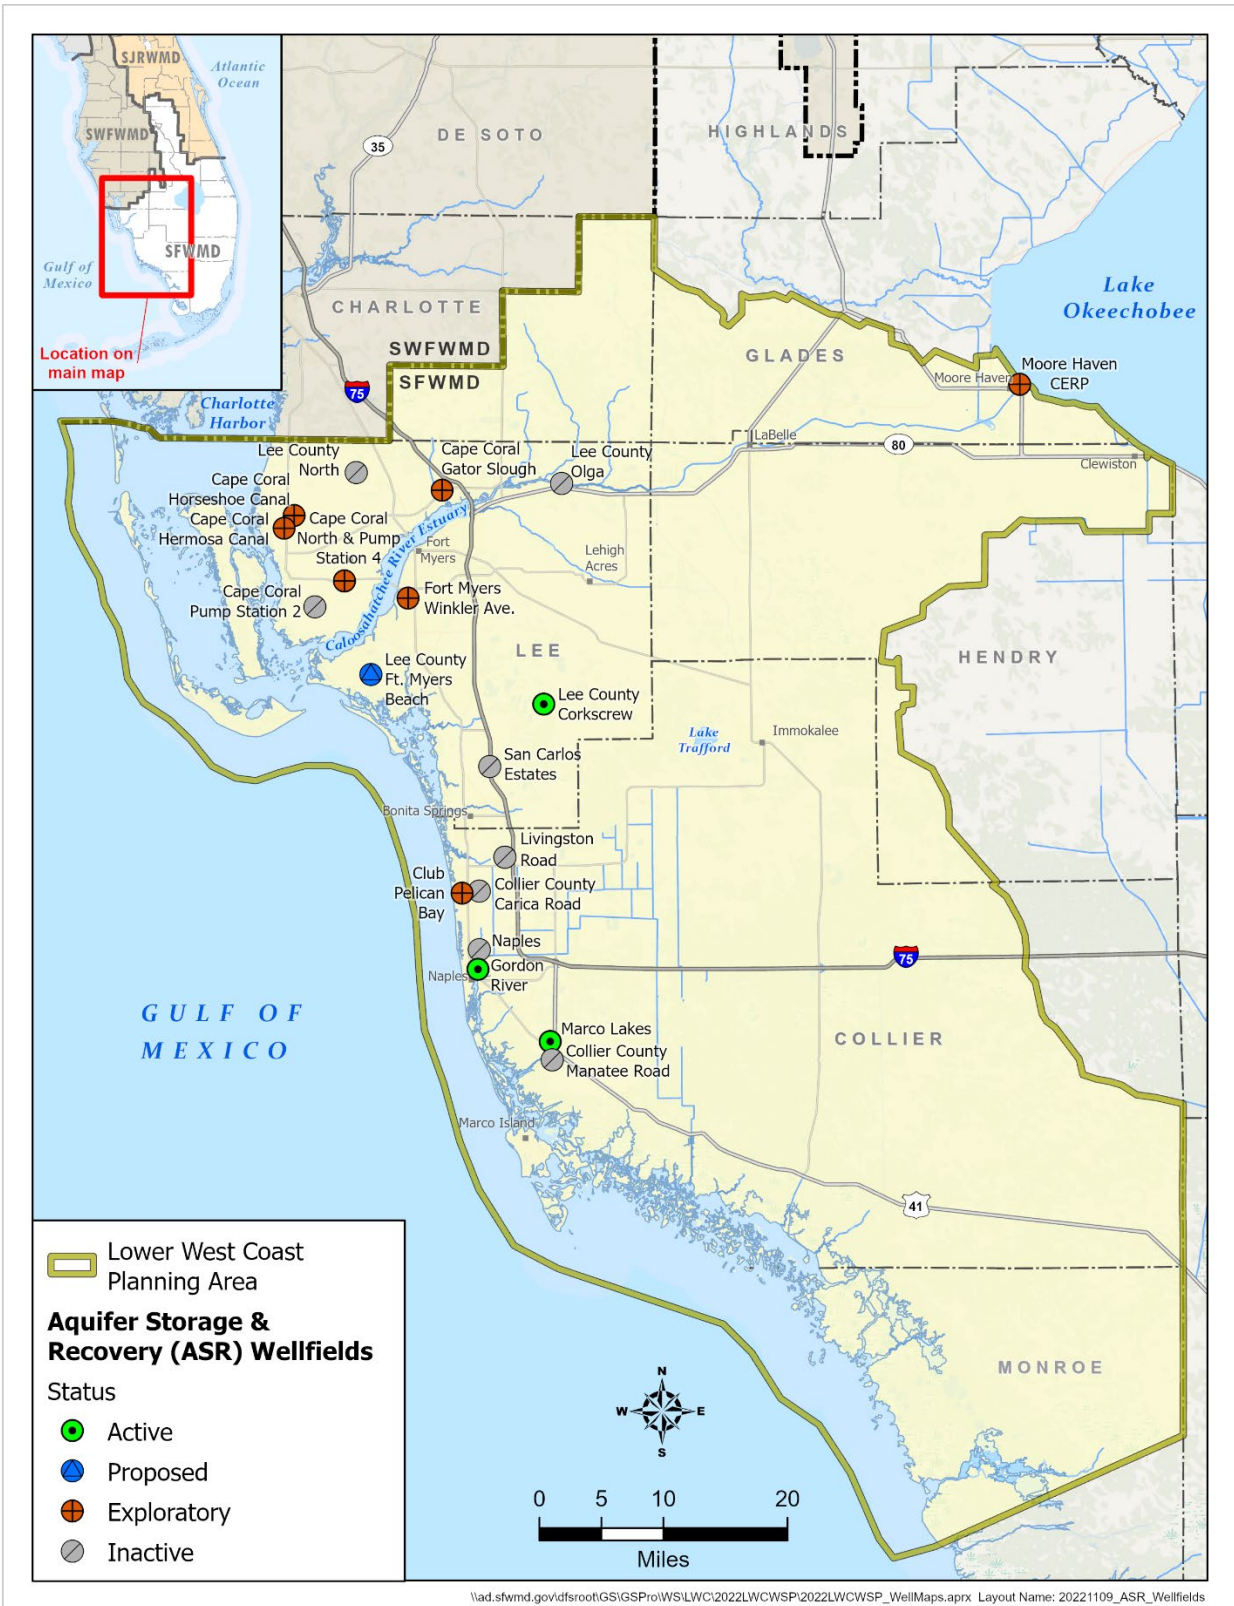 SJRWMD
Atlantic
Ocean
SWFWMD
SFWMD
Gulf of
Mexico
Location on
main map
DE SOTO
HIGHLANDS
35
CHARLOTTE
SWFWMD
SFWMD
GLADES
Lake
Okeechobee
75
Charlotte
Harbor
Moore Haven
Moore Haven
CERP
LaBelle
80
Clewiston
Lee County
North
Cape Coral
Gator Slough
Lee County
Olga
Cape Coral
Horseshoe Canal
Cape Coral
Hermosa Canal
Cape Coral
North & Pump
Station 4
Caloosahatchee River Estuary
Fort
Myers
Lehigh
Acres
Cape Coral
Pump Station 2
Fort Myers
Winkler Ave.
LEE
HENDRY
Lee County
Ft. Myers
Beach
Lee County
Corkscrew
Lake
Trafford
Immokalee
San Carlos
Estates
Bonita Springs
Livingston
Road
Club
Pelican
Bay
Collier County
Carica Road
Naples
Naples
Gordon
River
75
GULF OF
MEXICO
Marco Lakes
Collier County
Manatee Road
COLLIER
Marco Island
41
MONROE
Lower West Coast
Planning Area
Aquifer Storage &
Recovery (ASR) Wellfields
Status
Active
Proposed
Exploratory
Inactive
N
W
E
S
0 5 10 20
Miles
\\ad.sfwmd.gov\dfsroot\GS\GSPro\WS\LWC\2022LWCWSP\2022LWCWSP_WellMaps.aprx Layout Name: 20221109_ASR_Wellfields